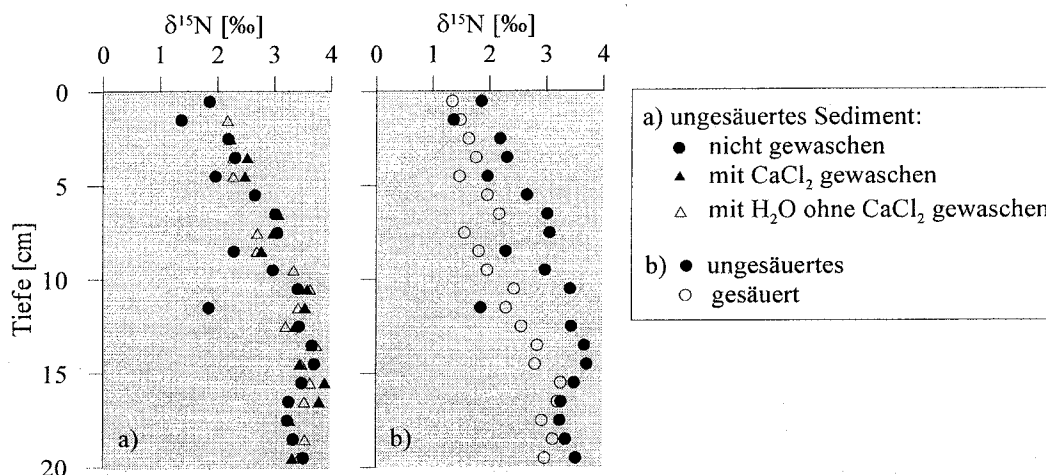 δ¹⁵N [‰]
0 1 2 3 4
δ¹⁵N [‰]
0 1 2 3 4
Tiefe [cm]
0
5
10
15
20
a)
b)
a) ungesäuertes Sediment:
● nicht gewaschen
▲ mit CaCl₂ gewaschen
△ mit H₂O ohne CaCl₂ gewaschen
b) ● ungesäuertes
○ gesäuert